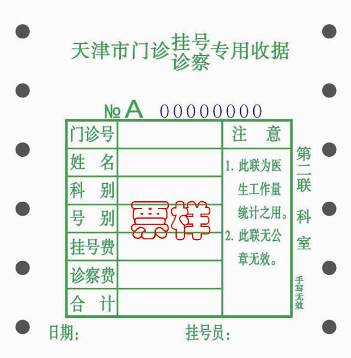 天津市门诊挂号诊察专用收据
№ A 00000000
门诊号
姓 名
科 别
号 别
挂号费
诊察费
合 计
票样
注 意
1. 此联为医
生工作量
统计之用。
2. 此联无公
章无效。
第二联 科室
手写无效
日期:
挂号员: